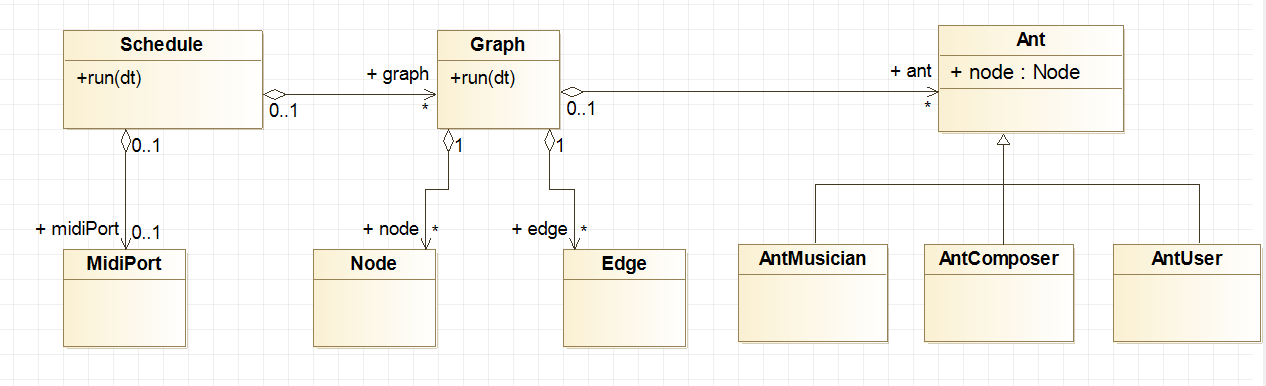 Schedule
+run(dt)
+ graph
0..1
*
Graph
+run(dt)
+ ant
0..1
*
Ant
+ node : Node
0..1
+ midiPort
0..1
1
+ node
*
1
+ edge
*
MidiPort
Node
Edge
AntMusician
AntComposer
AntUser